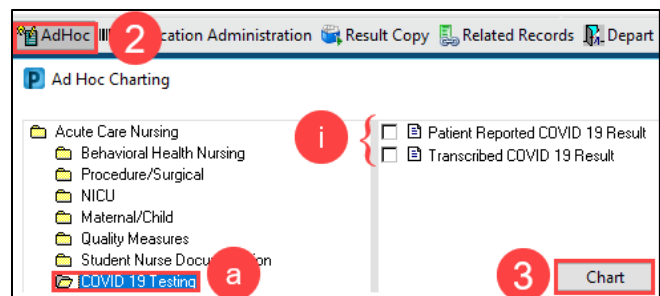 AdHoc 2 cation Administration Result Copy Related Records Depart
P Ad Hoc Charting
Acute Care Nursing
Behavioral Health Nursing
Procedure/Surgical
NICU
Maternal/Child
Quality Measures
Student Nurse Docu on
COVID 19 Testing a
i
Patient Reported COVID 19 Result
Transcribed COVID 19 Result
3 Chart